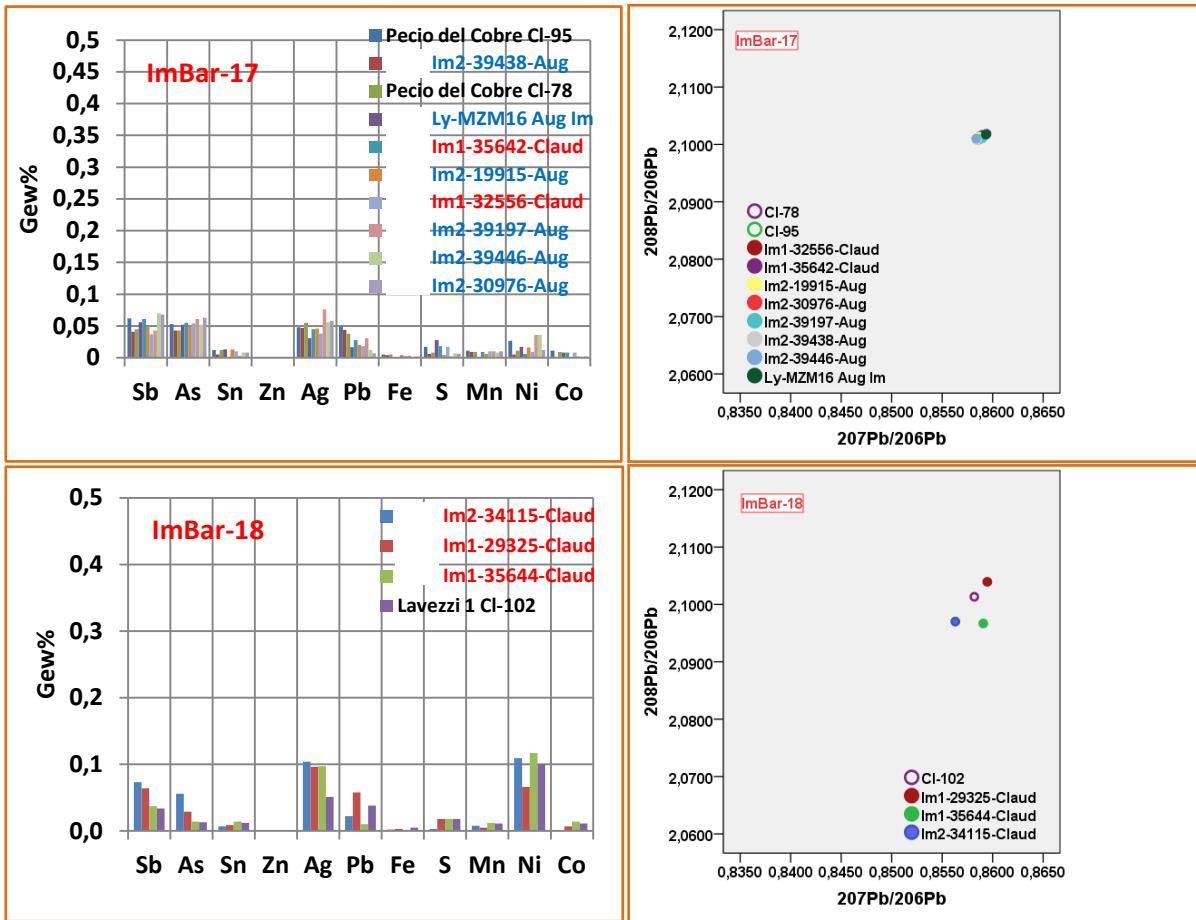 0,5
0,45
0,4
0,35
0,3
0,25
0,2
0,15
0,1
0,05
0
Gew%
ImBar-17
Pecio del Cobre Cl-95
Im2-39438-Aug
Pecio del Cobre Cl-78
Ly-MZM16 Aug Im
Im1-35642-Claud
Im2-19915-Aug
Im1-32556-Claud
Im2-39197-Aug
Im2-39446-Aug
Im2-30976-Aug
Sb As Sn Zn Ag Pb Fe S Mn Ni Co
2,1200
2,1100
2,1000
2,0900
2,0800
2,0700
2,0600
208Pb/206Pb
ImBar-17
Cl-78
Cl-95
Im1-32556-Claud
Im1-35642-Claud
Im2-19915-Aug
Im2-30976-Aug
Im2-39197-Aug
Im2-39438-Aug
Im2-39446-Aug
Ly-MZM16 Aug Im
0,8350 0,8400 0,8450 0,8500 0,8550 0,8600 0,8650
207Pb/206Pb
0,5
0,4
0,3
0,2
0,1
0,0
Gew%
ImBar-18
Im2-34115-Claud
Im1-29325-Claud
Im1-35644-Claud
Lavezzi 1 Cl-102
Sb As Sn Zn Ag Pb Fe S Mn Ni Co
2,1200
2,1100
2,1000
2,0900
2,0800
2,0700
2,0600
208Pb/206Pb
ImBar-18
Cl-102
Im1-29325-Claud
Im1-35644-Claud
Im2-34115-Claud
0,8350 0,8400 0,8450 0,8500 0,8550 0,8600 0,8650
207Pb/206Pb